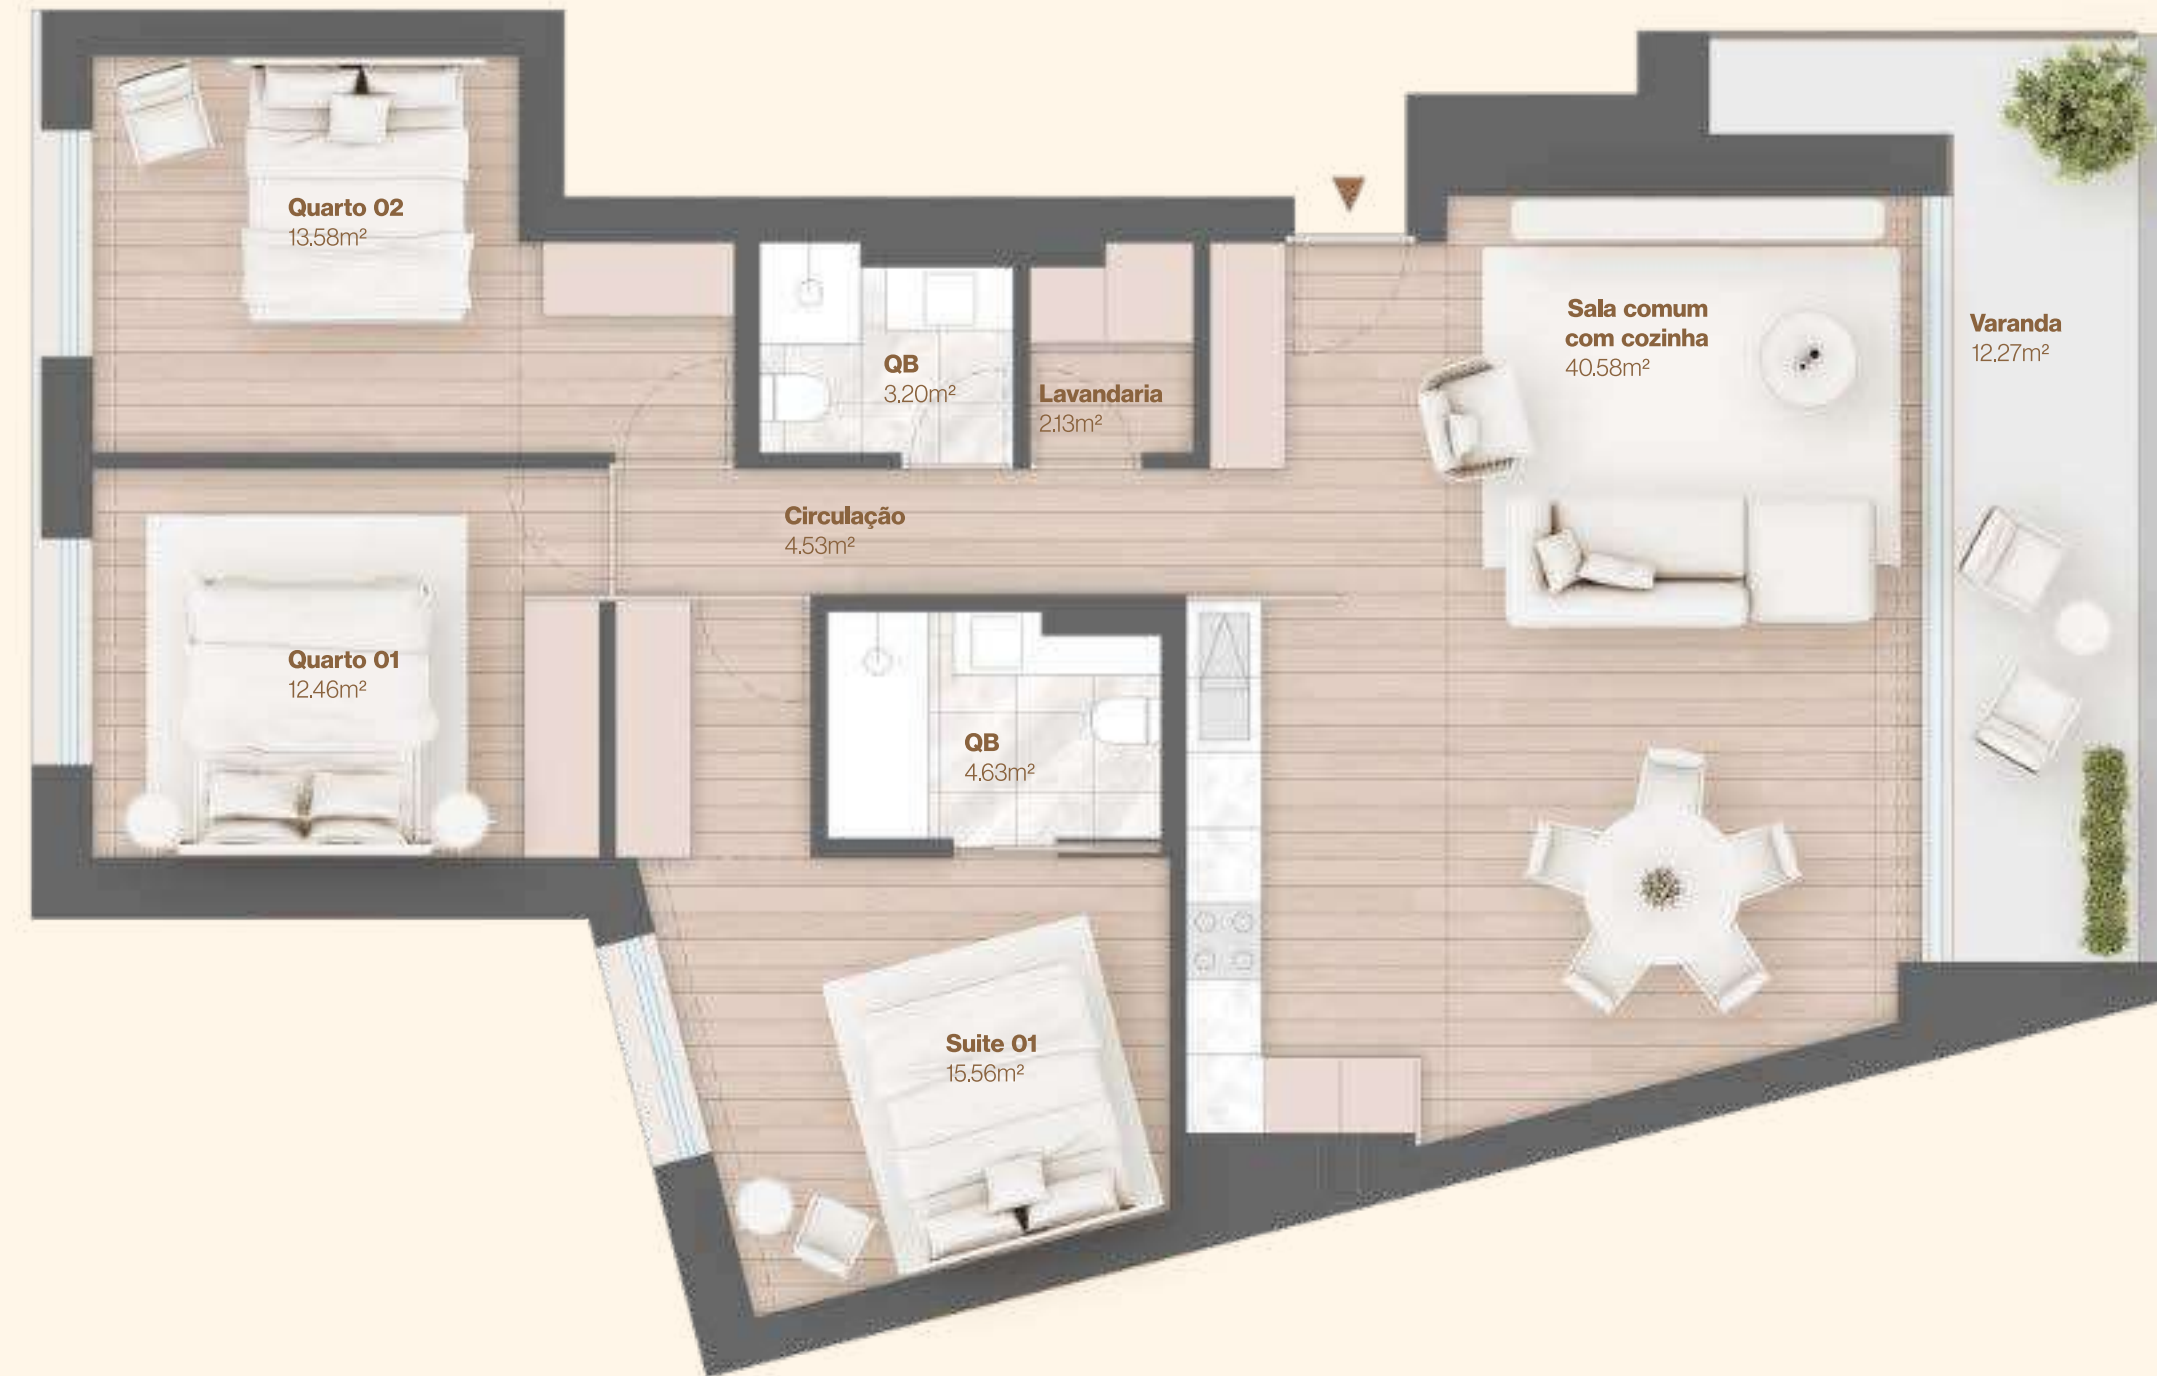 Quarto 02
13.58m²
QB
3.20m²
Lavandaria
2.13m²
Sala comum
com cozinha
40.58m²
Varanda
12.27m²
Circulação
4.53m²
Quarto 01
12.46m²
QB
4.63m²
Suite 01
15.56m²